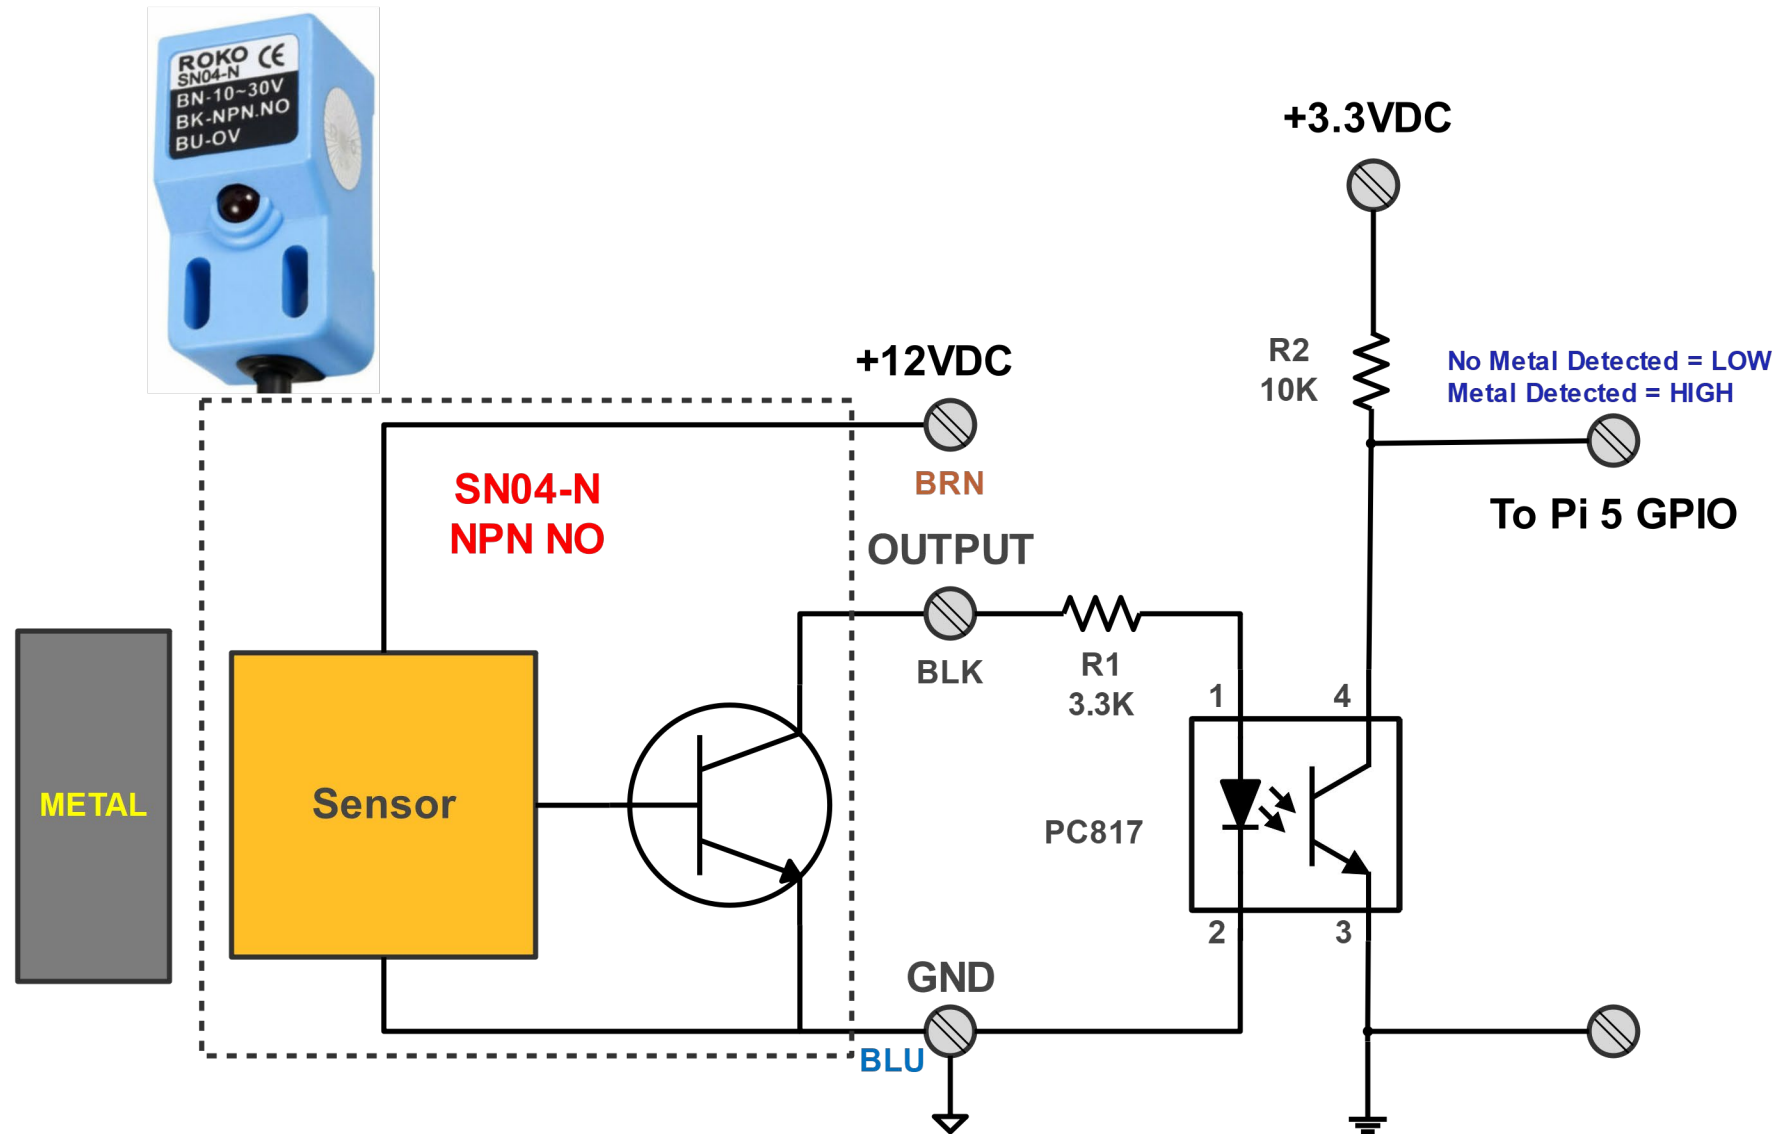 ROKO CE
SN04-N
BN-10~30V
BK-NPN.NO
BU-OV
+3.3VDC
R2
10K
No Metal Detected = LOW
Metal Detected = HIGH
To Pi 5 GPIO
+12VDC
BRN
SN04-N
NPN NO
OUTPUT
BLK
R1
3.3K
1
4
METAL
Sensor
PC817
2
3
GND
BLU